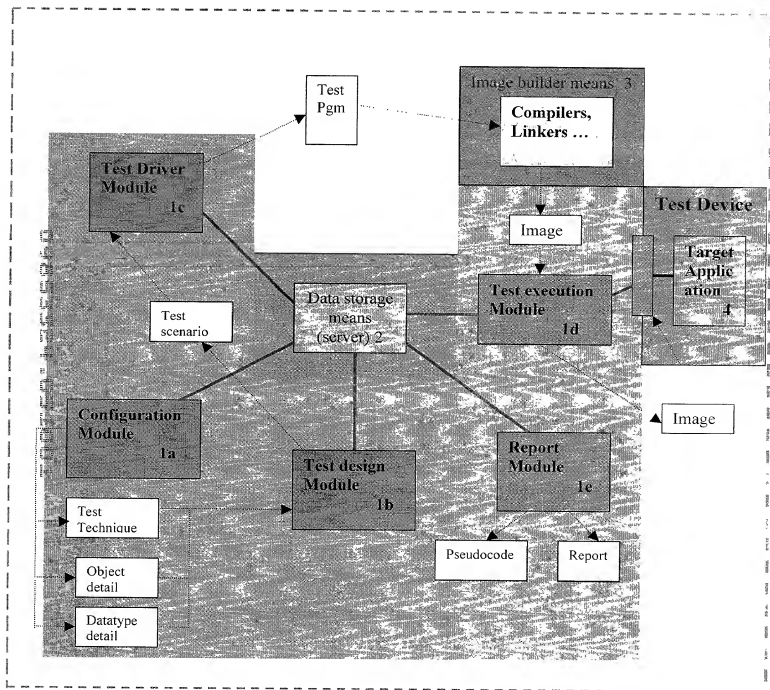 Test
Pgm
Image builder means 3
Compilers,
Linkers ...
Test Driver
Module
1c
Image
Test Device
Target
Applic
ation
4
Test execution
Module
1d
Data storage
means
(server) 2
Test
scenario
Configuration
Module
1a
Image
Test design
Module
1b
Report
Module
1e
Test
Technique
Pseudocode
Report
Object
detail
Datatype
detail